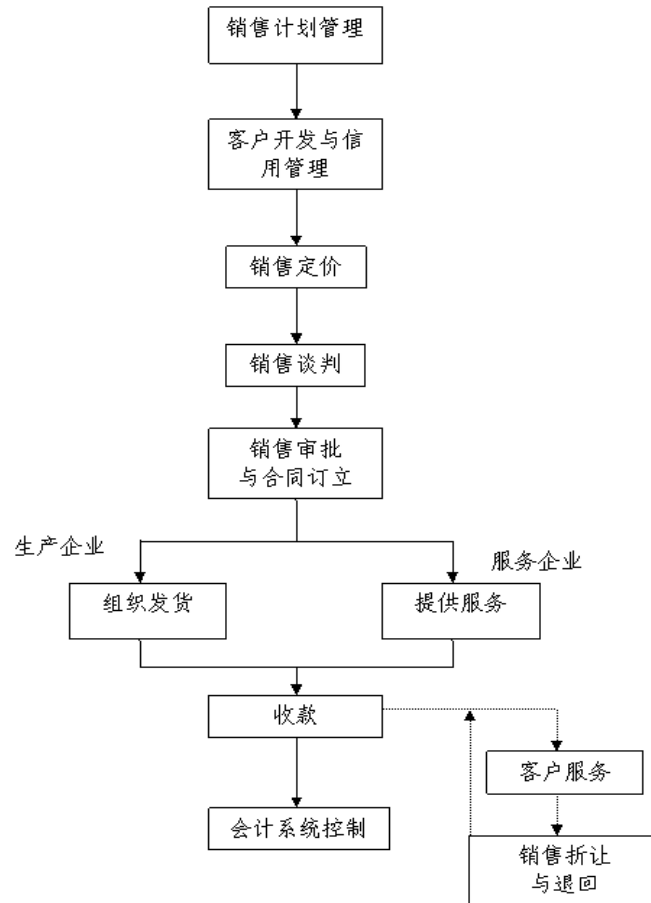 销售计划管理
客户开发与信
用管理
销售定价
销售谈判
销售审批
与合同订立
生产企业
服务企业
组织发货
提供服务
收款
客户服务
会计系统控制
销售折让
与退回